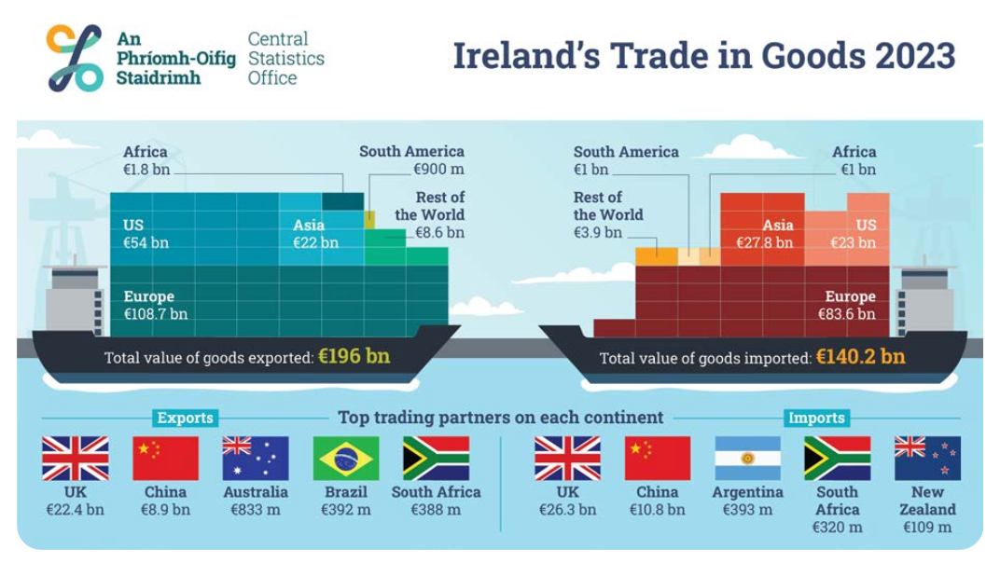 An
Phríomh-Oifig
Staidrimh
Central
Statistics
Office
Ireland's Trade in Goods 2023
Africa
€1.8 bn
South America
€900 m
Rest of
the World
€8.6 bn
US
€54 bn
Asia
€22 bn
Europe
€108.7 bn
Total value of goods exported: €196 bn
South America
€1 bn
Africa
€1 bn
Rest of
the World
€3.9 bn
Asia
€27.8 bn
US
€23 bn
Europe
€83.6 bn
Total value of goods imported: €140.2 bn
Exports
Top trading partners on each continent
Imports
UK
€22.4 bn
China
€8.9 bn
Australia
€833 m
Brazil
€392 m
South Africa
€388 m
UK
€26.3 bn
China
€10.8 bn
Argentina
€393 m
South
Africa
€320 m
New
Zealand
€109 m